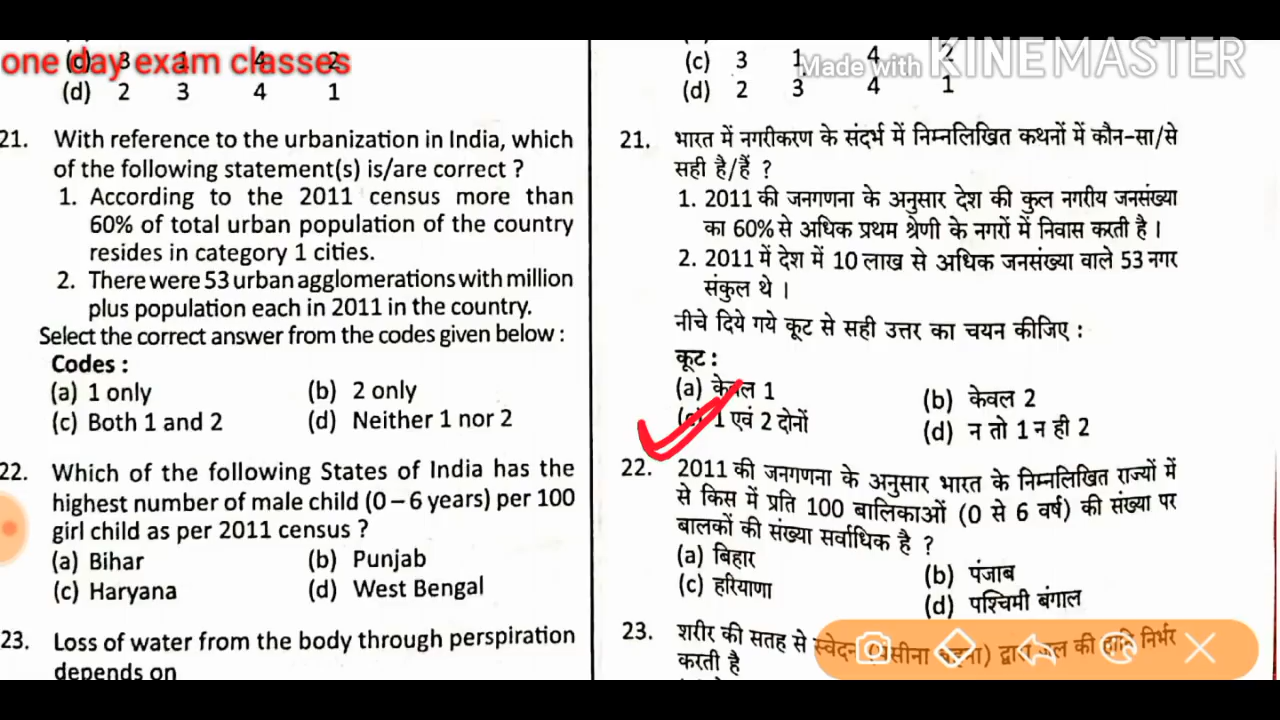 one day exam classes
Made with KINEMASTER
(c) 3 1 4 2
(d) 2 3 4 1
21. With reference to the urbanization in India, which
of the following statement(s) is/are correct ?
1. According to the 2011 census more than
60% of total urban population of the country
resides in category 1 cities.
2. There were 53 urban agglomerations with million
plus population each in 2011 in the country.
Select the correct answer from the codes given below :
Codes :
(a) 1 only (b) 2 only
(c) Both 1 and 2 (d) Neither 1 nor 2
22. Which of the following States of India has the
highest number of male child (0 – 6 years) per 100
girl child as per 2011 census ?
(a) Bihar (b) Punjab
(c) Haryana (d) West Bengal
23. Loss of water from the body through perspiration
depends on
(c) 3 1 4 2
(d) 2 3 4 1
21. भारत में नगरीकरण के संदर्भ में निम्नलिखित कथनों में कौन-सा/से
सही है/हैं ?
1. 2011 की जनगणना के अनुसार देश की कुल नगरीय जनसंख्या
का 60% से अधिक प्रथम श्रेणी के नगरों में निवास करती है ।
2. 2011 में देश में 10 लाख से अधिक जनसंख्या वाले 53 नगर
संकुल थे ।
नीचे दिये गये कूट से सही उत्तर का चयन कीजिए :
कूट :
(a) केवल 1 (b) केवल 2
(c) 1 एवं 2 दोनों (d) न तो 1 न ही 2
22. 2011 की जनगणना के अनुसार भारत के निम्नलिखित राज्यों में
से किस में प्रति 100 बालिकाओं (0 से 6 वर्ष) की संख्या पर
बालकों की संख्या सर्वाधिक है ?
(a) बिहार (b) पंजाब
(c) हरियाणा (d) पश्चिमी बंगाल
23. शरीर की सतह से स्वेदन (पसीना बहना) द्वारा जल की हानि निर्भर
करती है